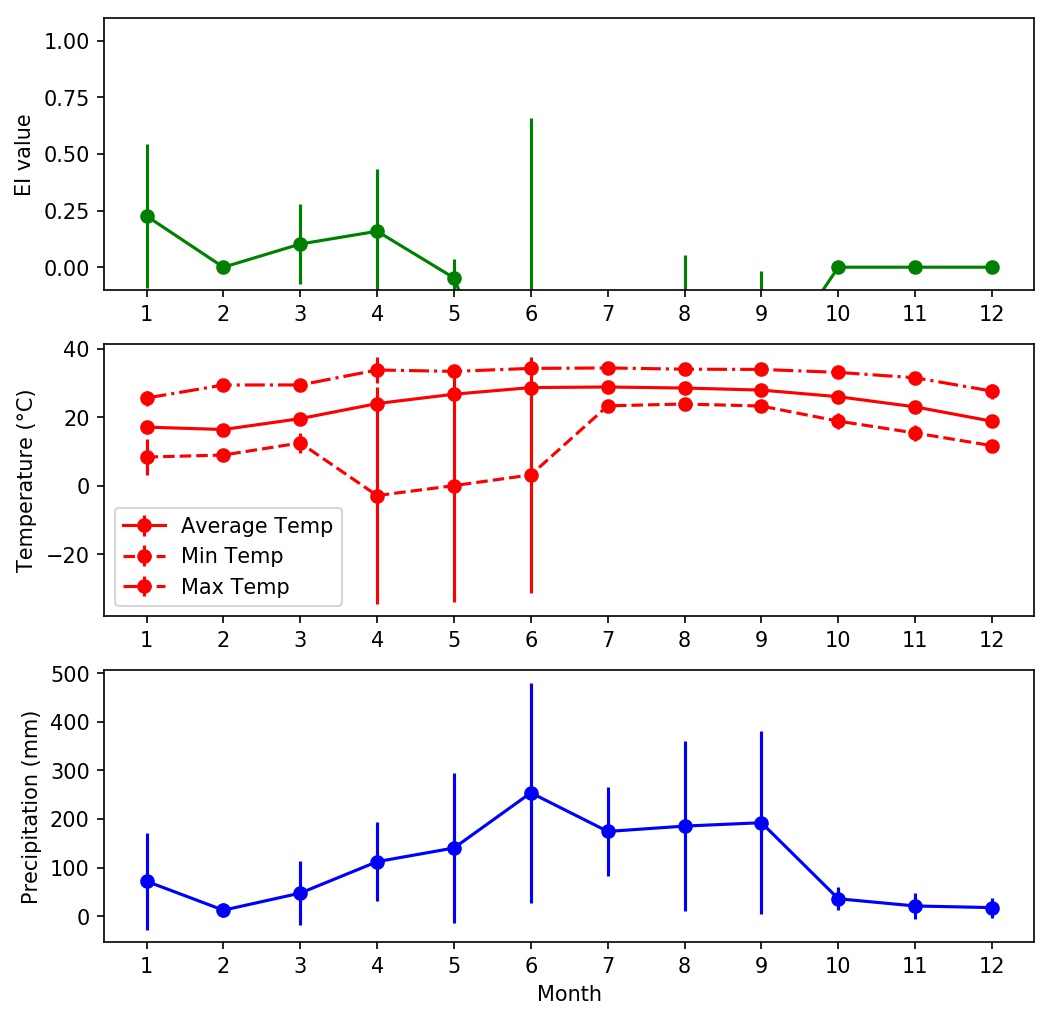 1.00
0.75
0.50
0.25
0.00
EI value
1 2 3 4 5 6 7 8 9 10 11 12
40
20
0
−20
Temperature (°C)
Average Temp
Min Temp
Max Temp
1 2 3 4 5 6 7 8 9 10 11 12
500
400
300
200
100
0
Precipitation (mm)
1 2 3 4 5 6 7 8 9 10 11 12
Month